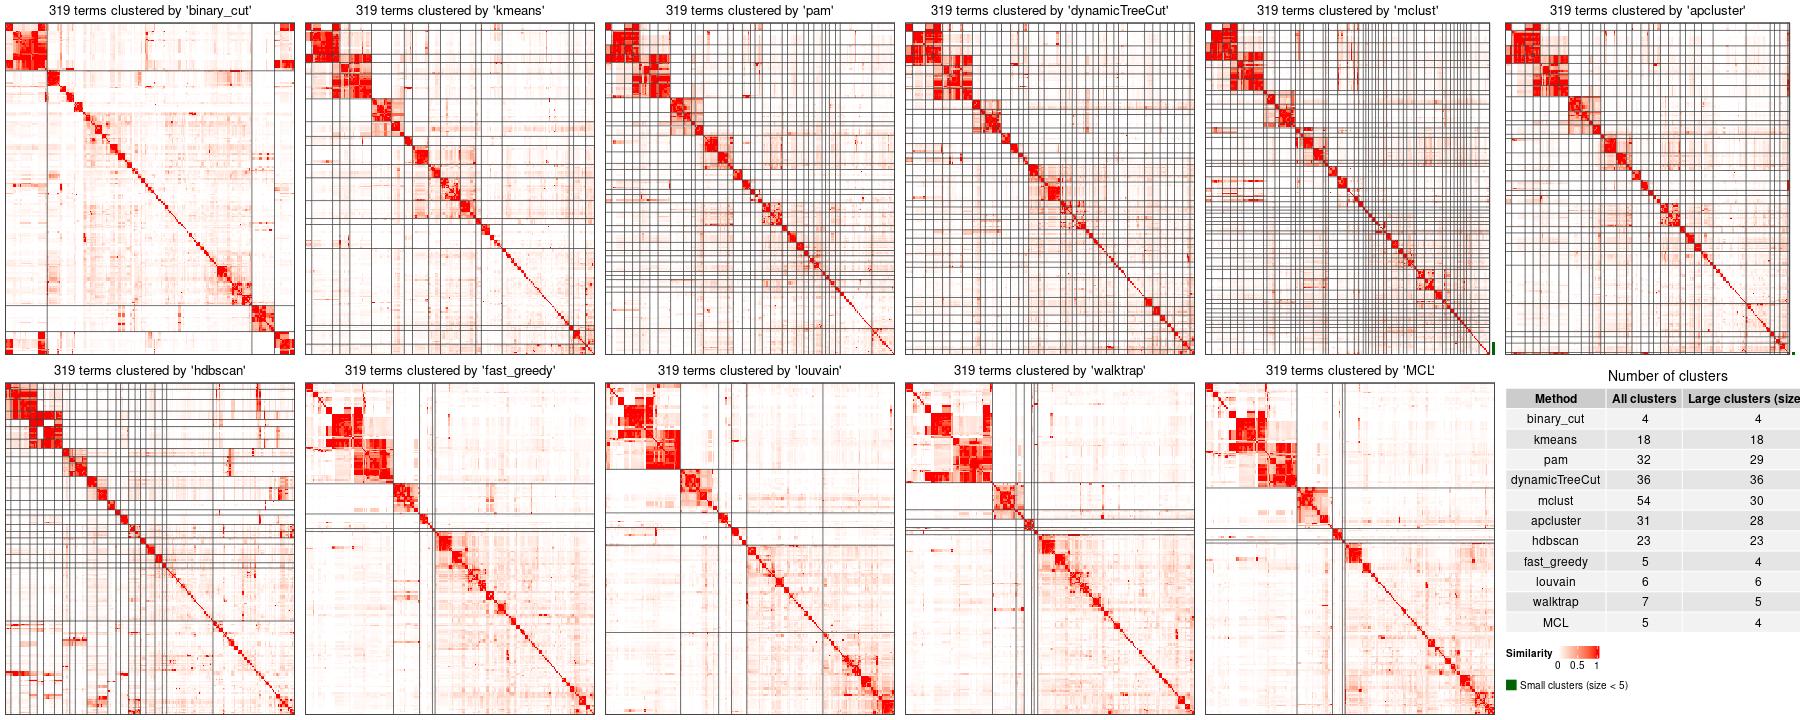 319 terms clustered by 'binary_cut'
319 terms clustered by 'kmeans'
319 terms clustered by 'pam'
319 terms clustered by 'dynamicTreeCut'
319 terms clustered by 'mclust'
319 terms clustered by 'apcluster'
319 terms clustered by 'hdbscan'
319 terms clustered by 'fast_greedy'
319 terms clustered by 'louvain'
319 terms clustered by 'walktrap'
319 terms clustered by 'MCL'
Number of clusters
Method All clusters Large clusters (size
binary_cut 4 4
kmeans 18 18
pam 32 29
dynamicTreeCut 36 36
mclust 54 30
apcluster 31 28
hdbscan 23 23
fast_greedy 5 4
louvain 6 6
walktrap 7 5
MCL 5 4
Similarity
0 0.5 1
Small clusters (size < 5)